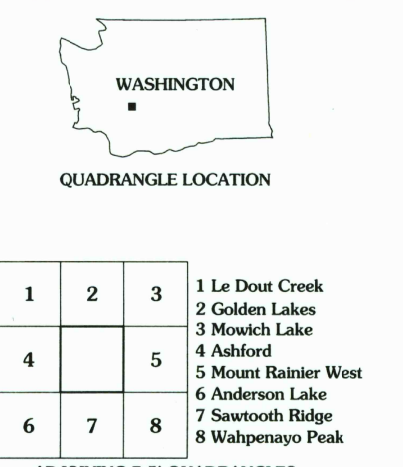 WASHINGTON
QUADRANGLE LOCATION
1 2 3
4 5
6 7 8
1 Le Dout Creek
2 Golden Lakes
3 Mowich Lake
4 Ashford
5 Mount Rainier West
6 Anderson Lake
7 Sawtooth Ridge
8 Wahpenayo Peak